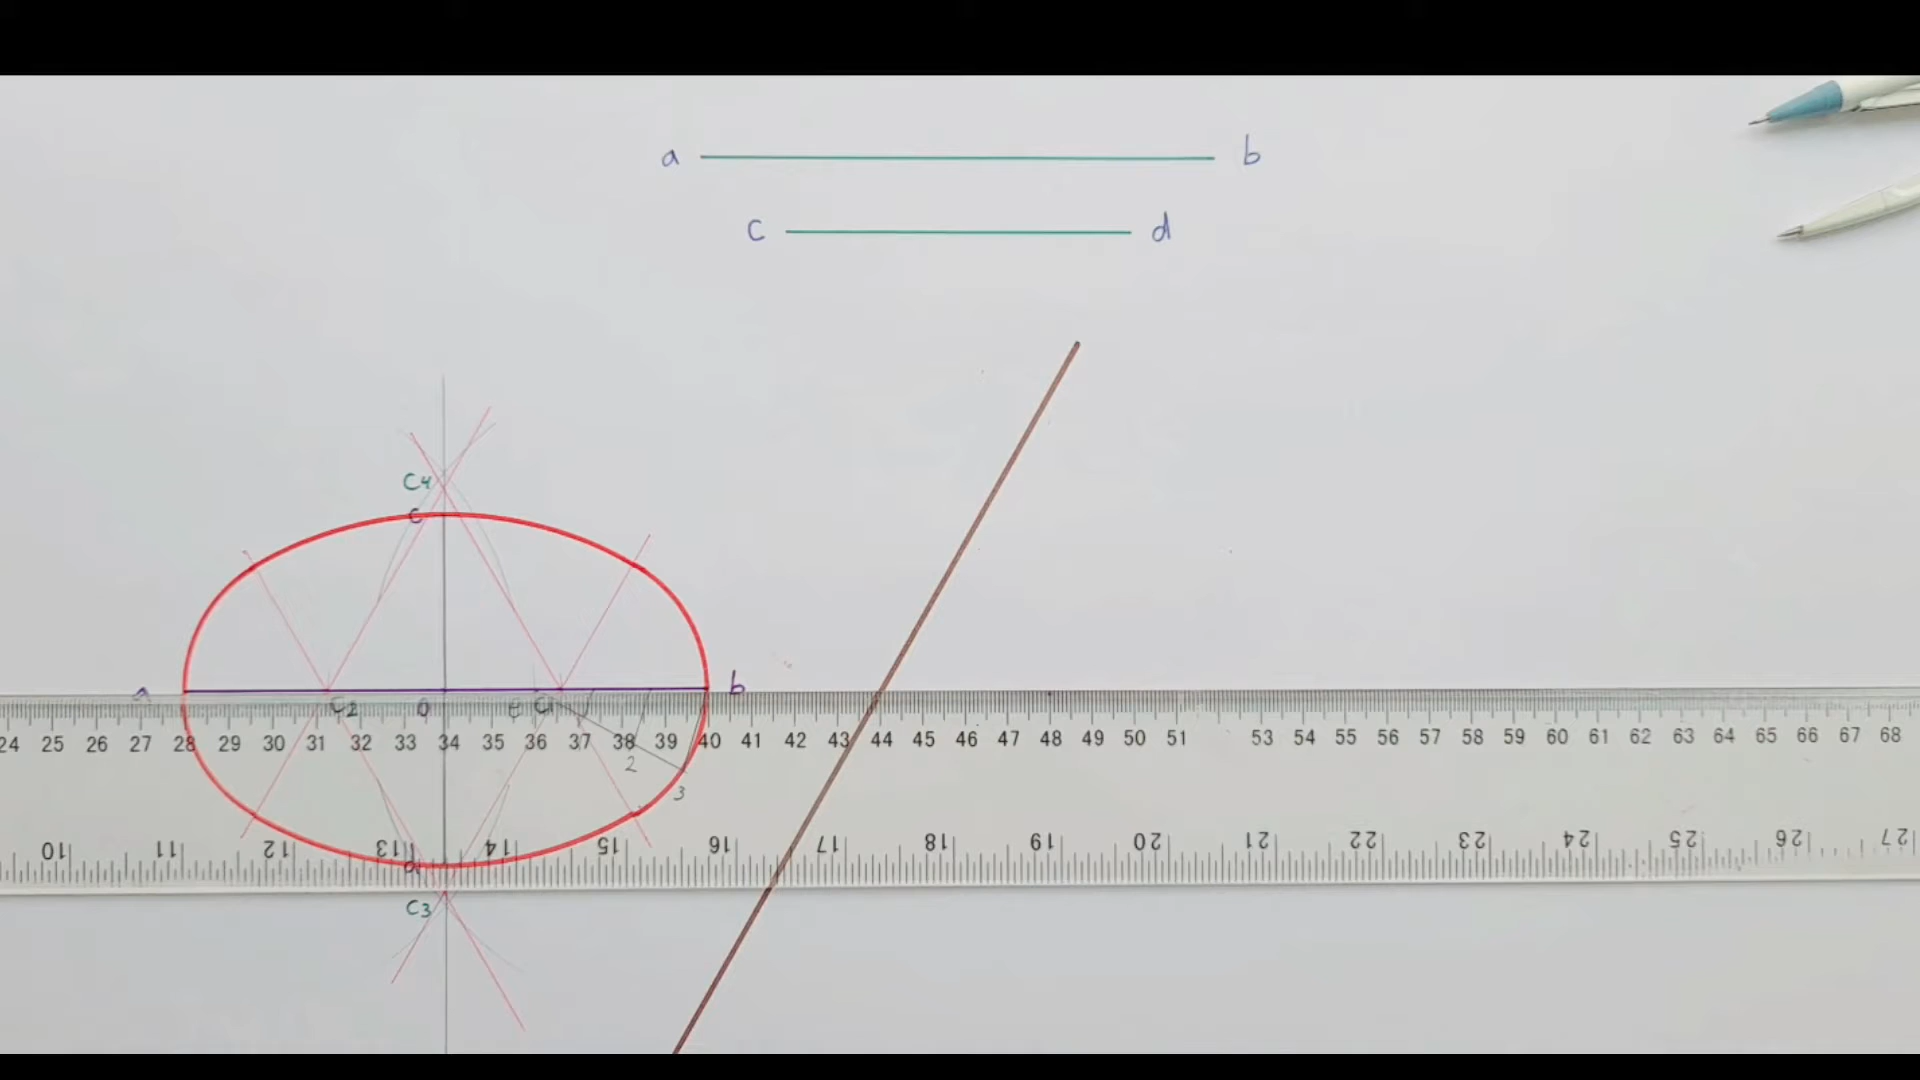 a b
c d
C4
c
a b
C2 o e C1
24 25 26 27 28 29 30 31 32 33 34 35 36 37 38 39 40 41 42 43 44 45 46 47 48 49 50 51 53 54 55 56 57 58 59 60 61 62 63 64 65 66 67 68
2
3
10 11 12 13 14 15 16 17 18 19 20 21 22 23 24 25 26 27
C3